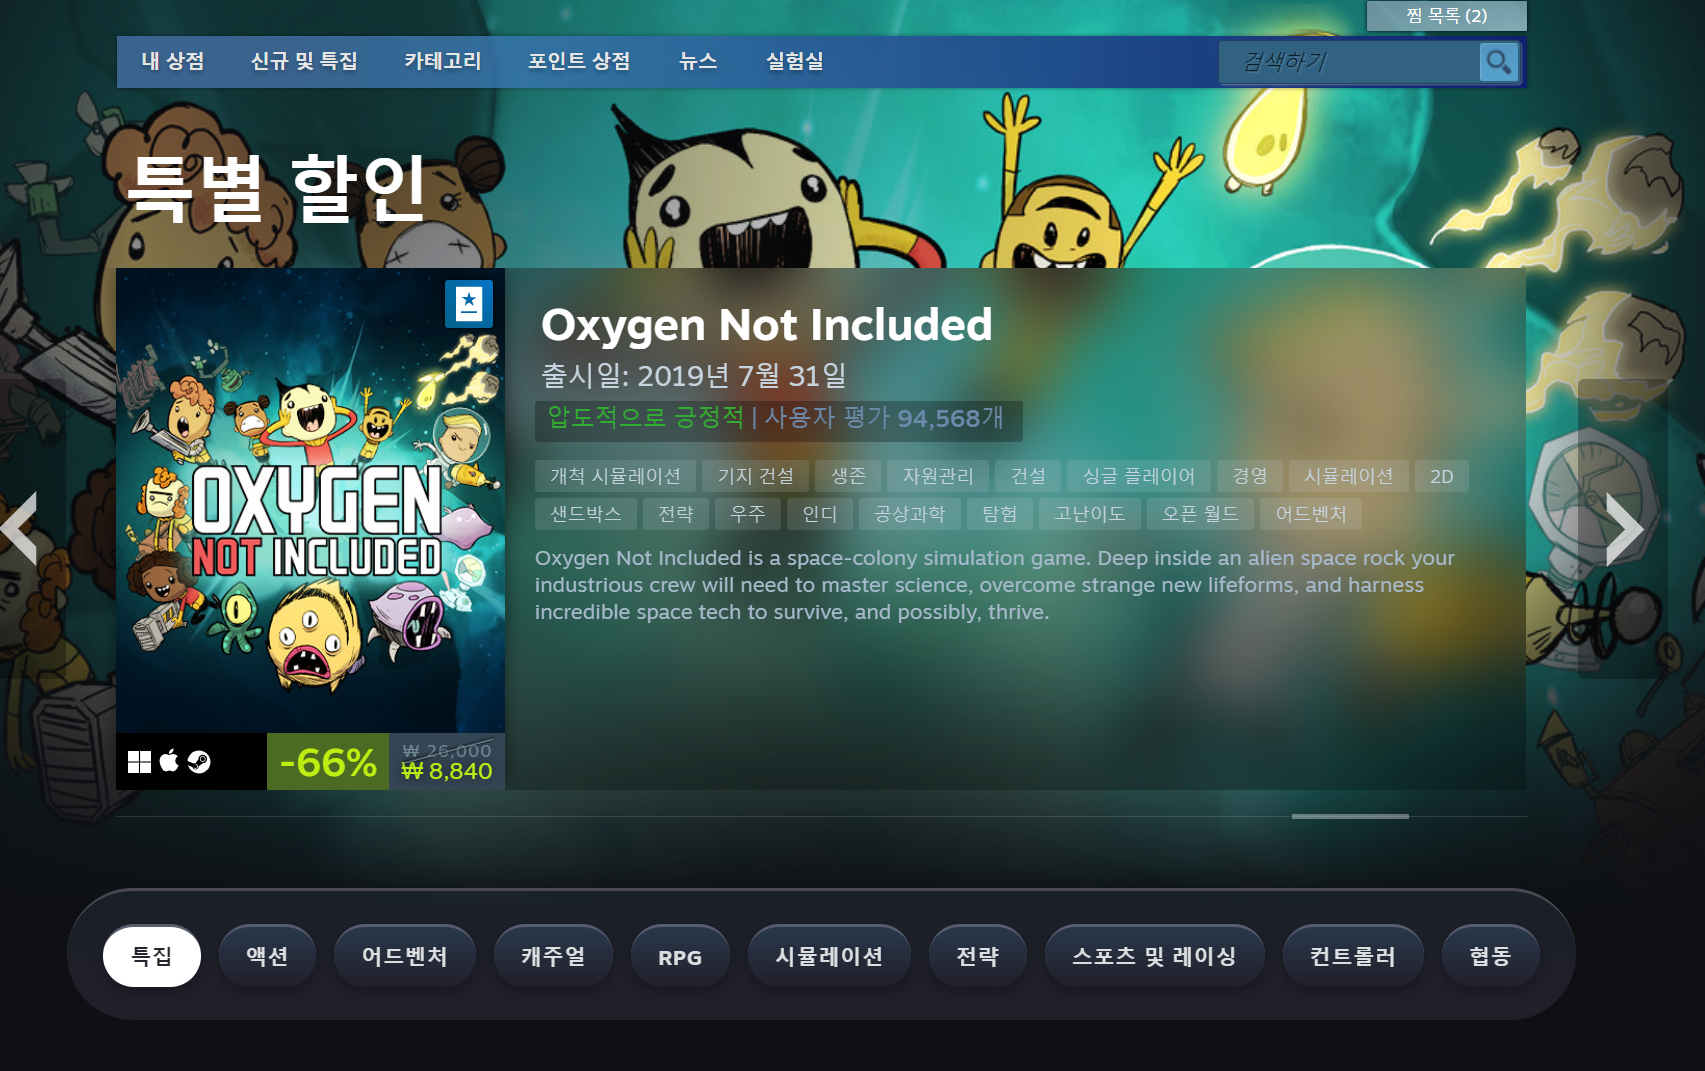 찜 목록 (2)
내 상점 신규 및 특집 카테고리 포인트 상점 뉴스 실험실 검색하기
특별 할인
OXYGEN
NOT INCLUDED
-66% ₩ 26,000
₩ 8,840
Oxygen Not Included
출시일: 2019년 7월 31일
압도적으로 긍정적 | 사용자 평가 94,568개
개척 시뮬레이션 기지 건설 생존 자원관리 건설 싱글 플레이어 경영 시뮬레이션 2D
샌드박스 전략 우주 인디 공상과학 탐험 고난이도 오픈 월드 어드벤처
Oxygen Not Included is a space-colony simulation game. Deep inside an alien space rock your
industrious crew will need to master science, overcome strange new lifeforms, and harness
incredible space tech to survive, and possibly, thrive.
특집 액션 어드벤처 캐주얼 RPG 시뮬레이션 전략 스포츠 및 레이싱 컨트롤러 협동